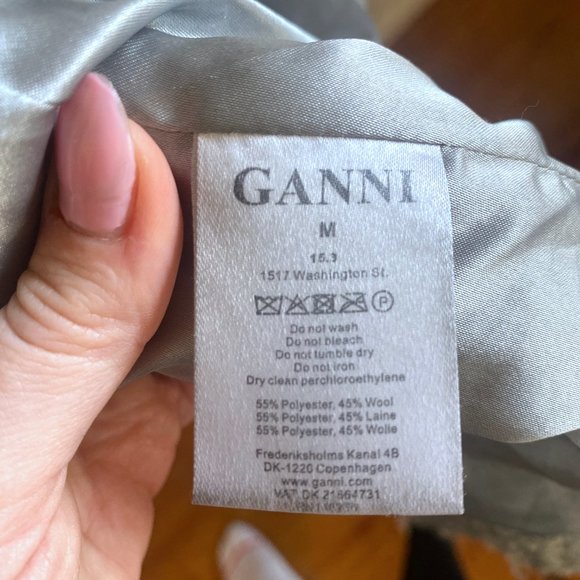 GANNI
M
15.3
1517 Washington St.
P
Do not wash
Do not bleach
Do not tumble dry
Do not iron
Dry clean perchloroethylene
55% Polyester, 45% Wool
55% Polyester, 45% Laine
55% Polyester, 45% Wolle
Frederiksholms Kanal 4B
DK-1220 Copenhagen
www.ganni.com
VAT DK 21864731